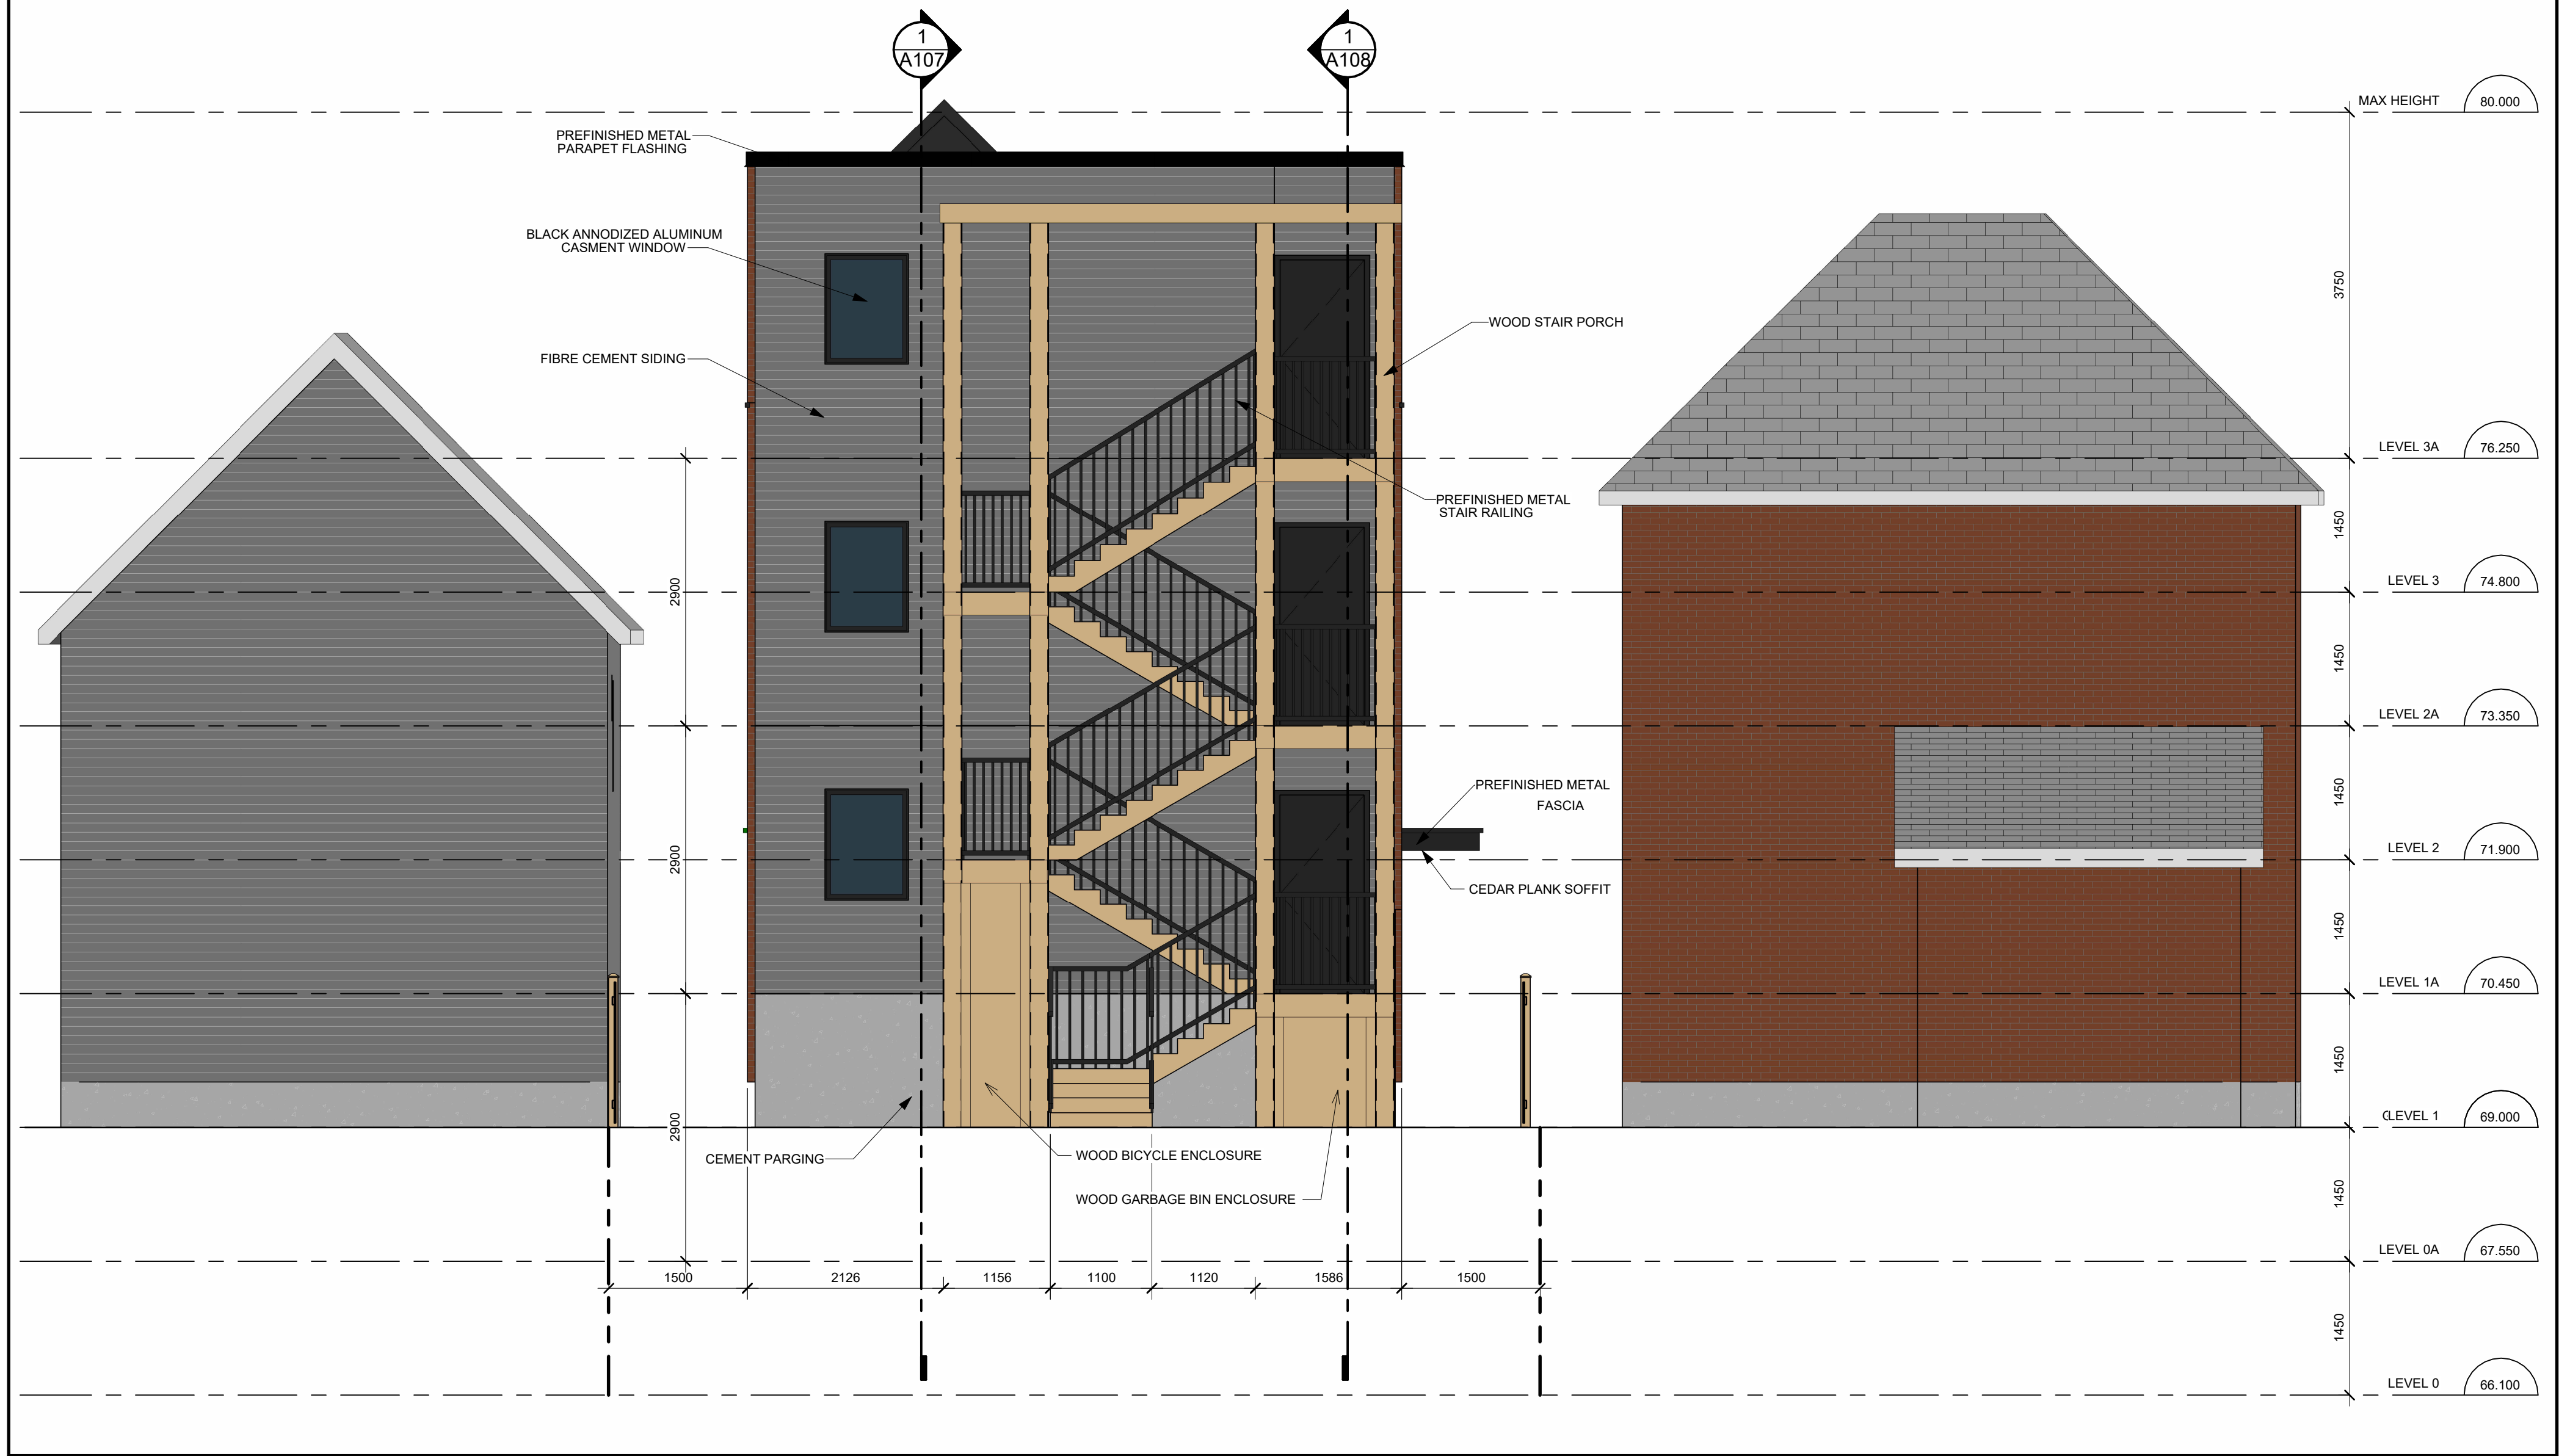 1
A107
1
A108
MAX HEIGHT 80.000
PREFINISHED METAL
PARAPET FLASHING
BLACK ANNODIZED ALUMINUM
CASMENT WINDOW
3750
WOOD STAIR PORCH
FIBRE CEMENT SIDING
LEVEL 3A 76.250
PREFINISHED METAL
STAIR RAILING
1450
2900
LEVEL 3 74.800
1450
LEVEL 2A 73.350
PREFINISHED METAL
FASCIA
1450
2900
LEVEL 2 71.900
CEDAR PLANK SOFFIT
1450
LEVEL 1A 70.450
1450
2900
LEVEL 1 69.000
CEMENT PARGING
WOOD BICYCLE ENCLOSURE
WOOD GARBAGE BIN ENCLOSURE
1450
LEVEL 0A 67.550
1500 2126 1156 1100 1120 1586 1500
1450
LEVEL 0 66.100